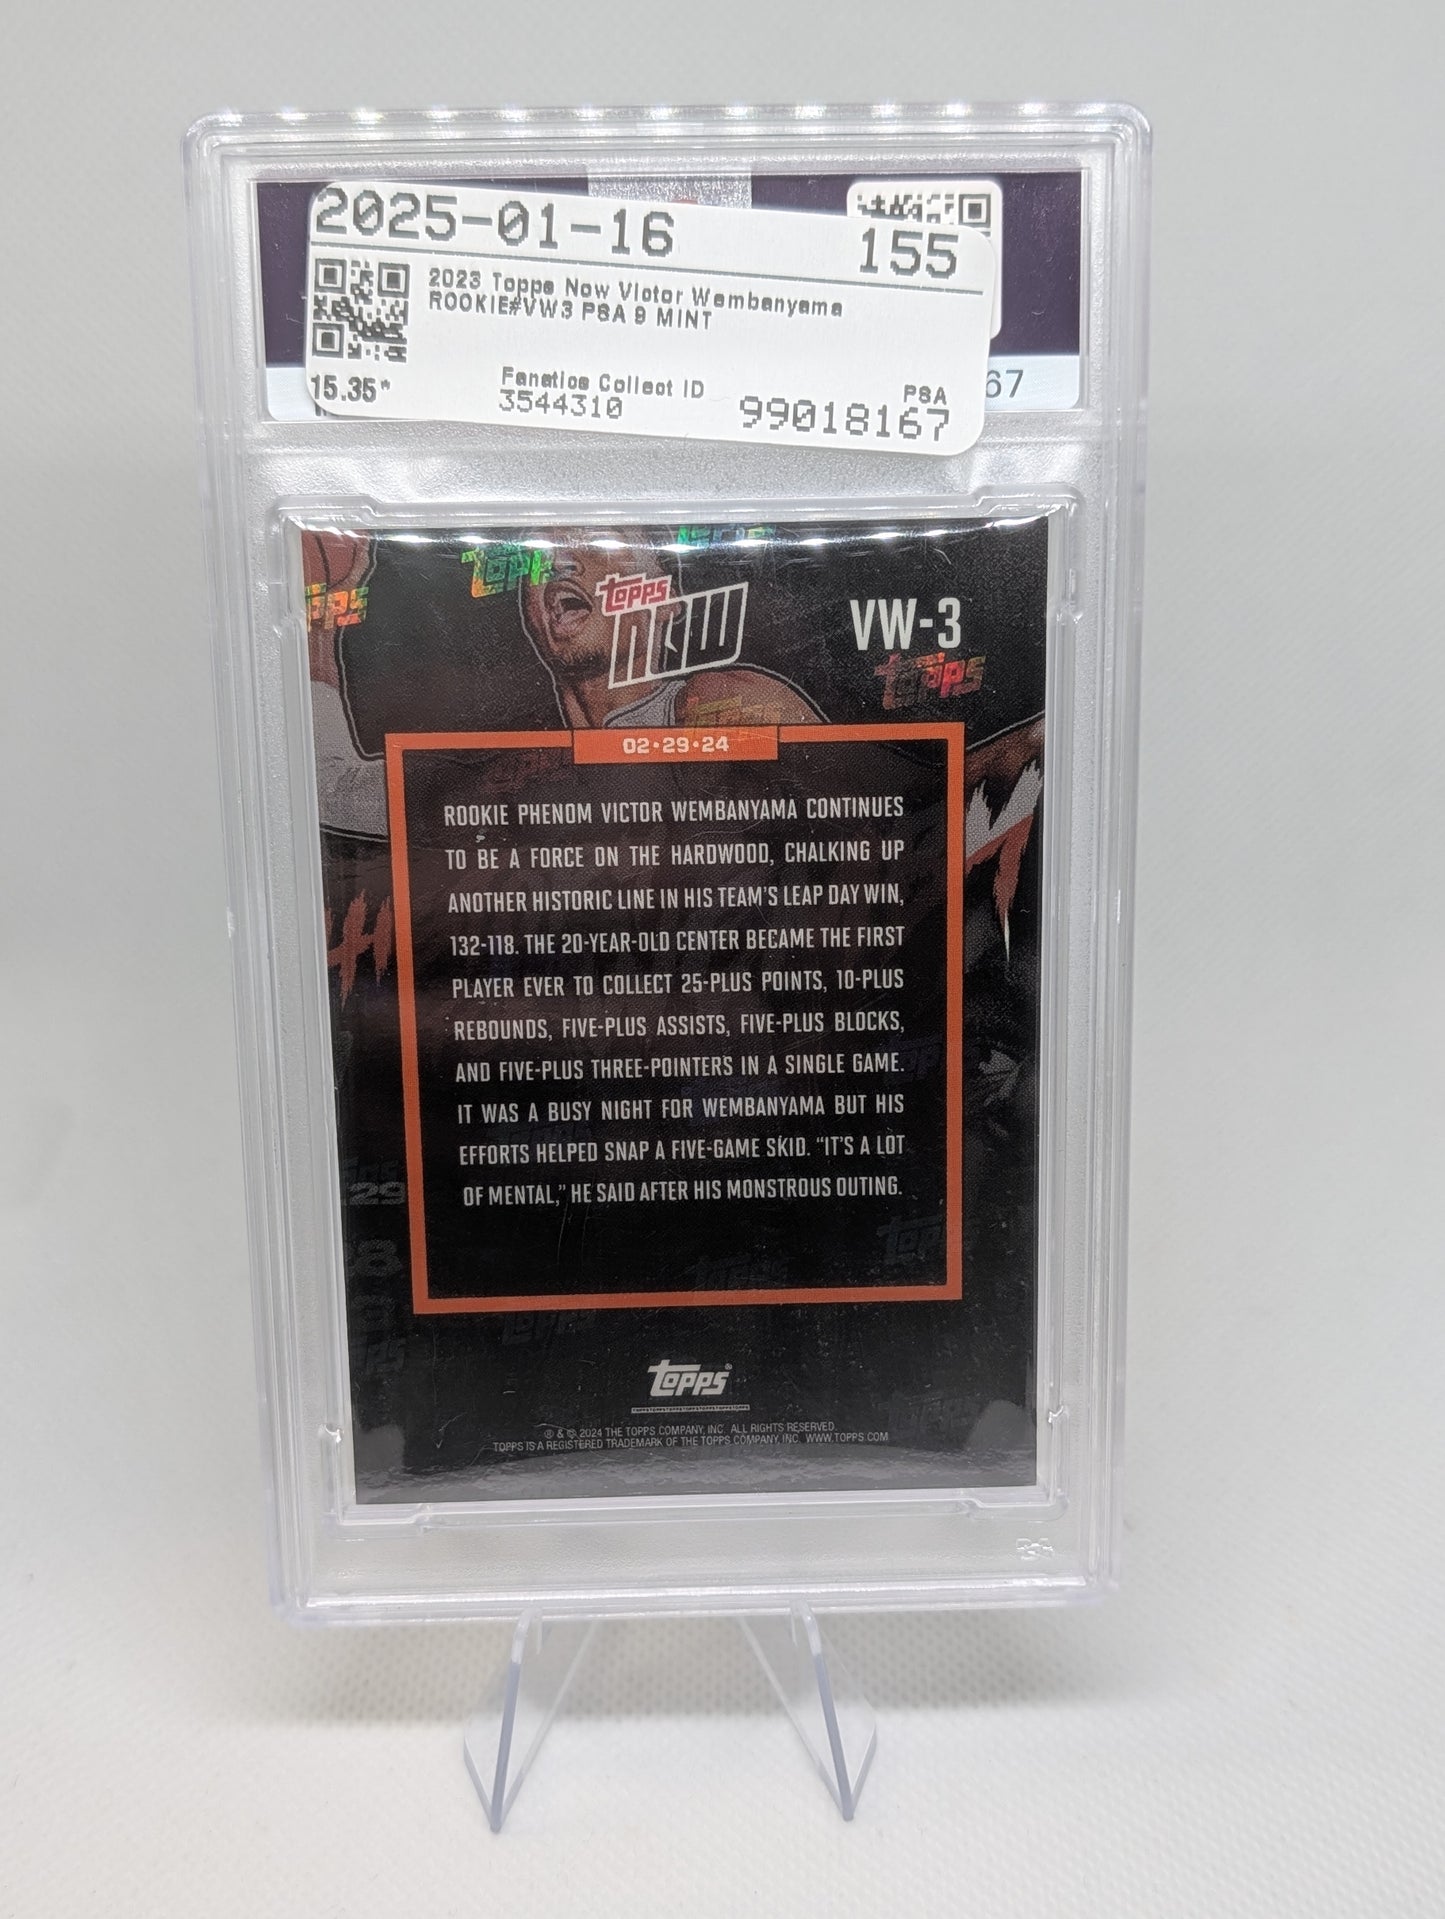 2025-01-16 155
2023 Topps Now Victor Wembanyama
ROOKIE#VW3 PSA 9 MINT
15.35*
Fanatics Collect ID
3544310
PSA
99018167
67
topps
NOW
VW-3
topps
topps
02•29•24
ROOKIE PHENOM VICTOR WEMBANYAMA CONTINUES
TO BE A FORCE ON THE HARDWOOD, CHALKING UP
ANOTHER HISTORIC LINE IN HIS TEAM'S LEAP DAY WIN,
132-118. THE 20-YEAR-OLD CENTER BECAME THE FIRST
PLAYER EVER TO COLLECT 25-PLUS POINTS, 10-PLUS
REBOUNDS, FIVE-PLUS ASSISTS, FIVE-PLUS BLOCKS,
AND FIVE-PLUS THREE-POINTERS IN A SINGLE GAME.
IT WAS A BUSY NIGHT FOR WEMBANYAMA BUT HIS
EFFORTS HELPED SNAP A FIVE-GAME SKID. "IT'S A LOT
OF MENTAL," HE SAID AFTER HIS MONSTROUS OUTING.
topps
® & © 2024 THE TOPPS COMPANY, INC. ALL RIGHTS RESERVED.
TOPPS IS A REGISTERED TRADEMARK OF THE TOPPS COMPANY, INC. WWW.TOPPS.COM